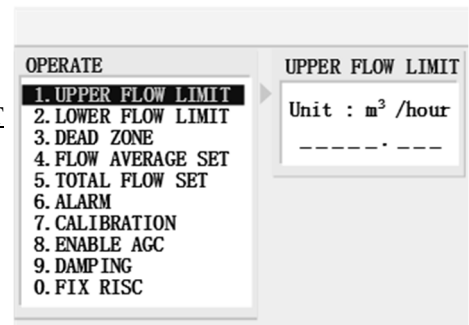 OPERATE
1. UPPER FLOW LIMIT
2. LOWER FLOW LIMIT
3. DEAD ZONE
4. FLOW AVERAGE SET
5. TOTAL FLOW SET
6. ALARM
7. CALIBRATION
8. ENABLE AGC
9. DAMPING
0. FIX RISC
UPPER FLOW LIMIT
Unit : m³ /hour
_____.___